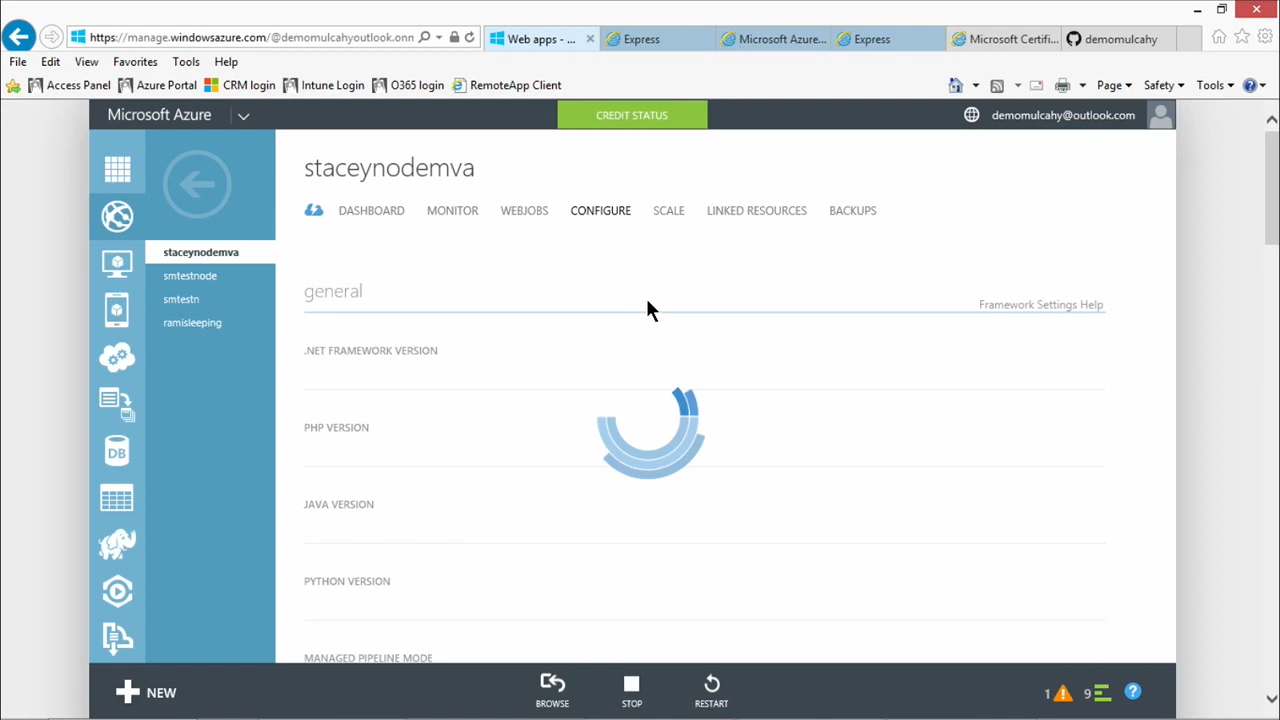 https://manage.windowsazure.com/@demomulcahyoutlook.onn
Web apps - ...
Express
Microsoft Azure...
Express
Microsoft Certifi...
demomulcahy
File Edit View Favorites Tools Help
Access Panel Azure Portal CRM login Intune Login O365 login RemoteApp Client
Page Safety Tools
Microsoft Azure
CREDIT STATUS
demomulcahy@outlook.com
staceynodemva
smtestnode
smtestn
ramisleeping
DB
staceynodemva
DASHBOARD MONITOR WEBJOBS CONFIGURE SCALE LINKED RESOURCES BACKUPS
general
Framework Settings Help
.NET FRAMEWORK VERSION
PHP VERSION
JAVA VERSION
PYTHON VERSION
MANAGED PIPELINE MODE
NEW
BROWSE
STOP
RESTART
1
9
?